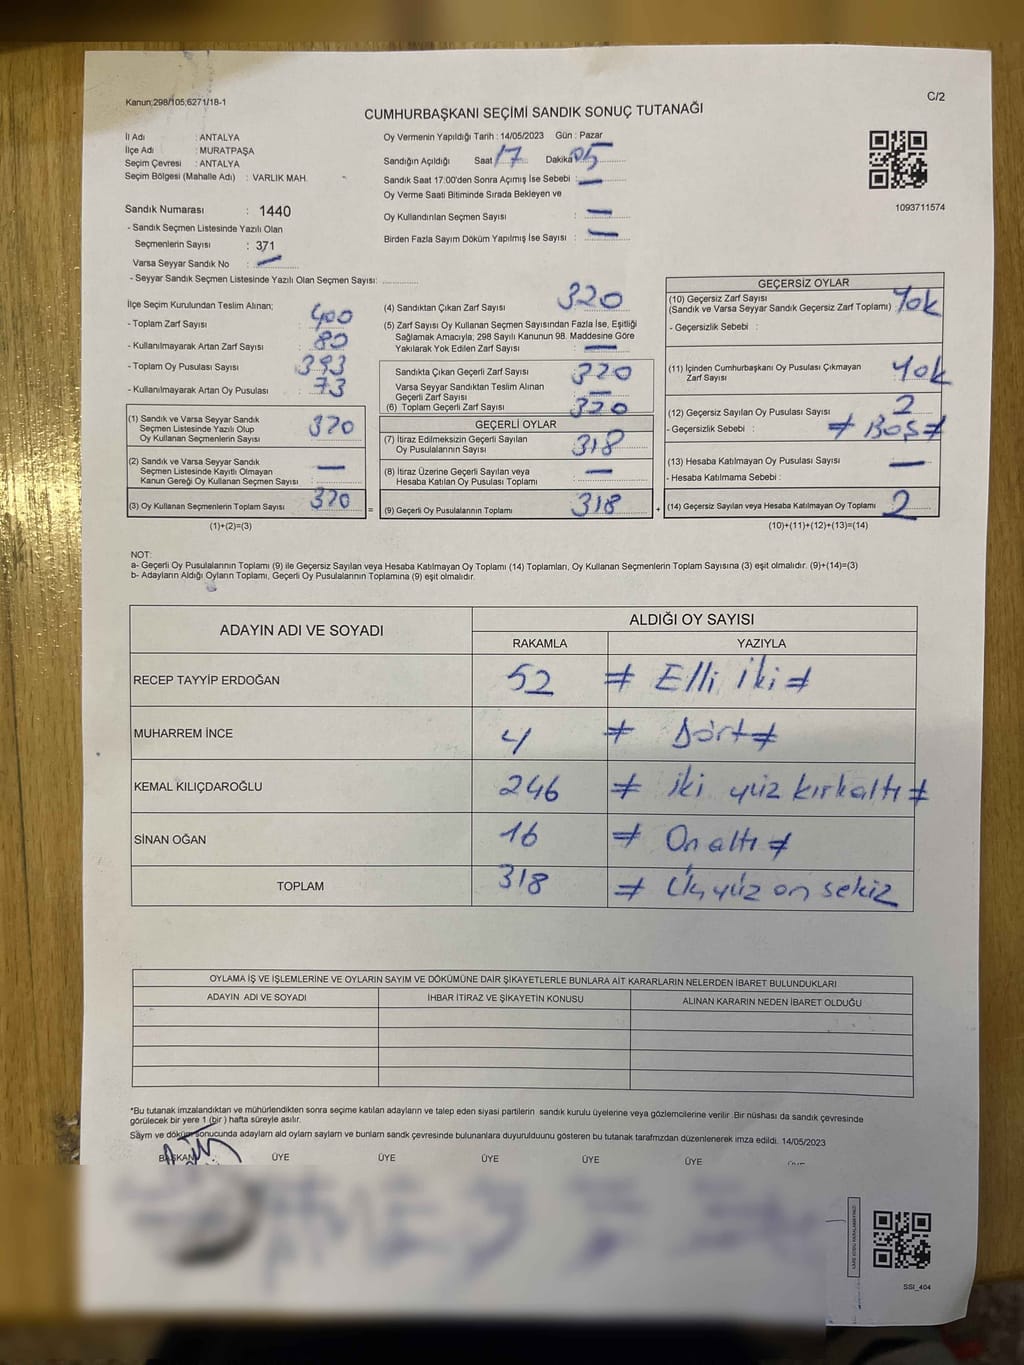 Kanun;298/105;6271/18-1
C/2
CUMHURBAŞKANI SEÇİMİ SANDIK SONUÇ TUTANAĞI
İl Adı : ANTALYA
İlçe Adı : MURATPAŞA
Seçim Çevresi : ANTALYA
Seçim Bölgesi (Mahalle Adı) : VARLIK MAH.
Sandık Numarası : 1440
- Sandık Seçmen Listesinde Yazılı Olan
Seçmenlerin Sayısı : 371
Varsa Seyyar Sandık No : —
- Seyyar Sandık Seçmen Listesinde Yazılı Olan Seçmen Sayısı:
Oy Vermenin Yapıldığı Tarih : 14/05/2023 Gün : Pazar
Sandığın Açıldığı Saat 17 Dakika 05
Sandık Saat 17:00'den Sonra Açımış İse Sebebi : —
Oy Verme Saati Bitiminde Sırada Bekleyen ve
Oy Kullandırılan Seçmen Sayısı : —
Birden Fazla Sayım Döküm Yapılmış İse Sayısı : —
1093711574
İlçe Seçim Kurulundan Teslim Alınan;
- Toplam Zarf Sayısı 400
- Kullanılmayarak Artan Zarf Sayısı 80
- Toplam Oy Pusulası Sayısı 393
- Kullanılmayarak Artan Oy Pusulası 73
(1) Sandık ve Varsa Seyyar Sandık
Seçmen Listesinde Yazılı Olup
Oy Kullanan Seçmenlerin Sayısı 320
(2) Sandık ve Varsa Seyyar Sandık
Seçmen Listesinde Kayıtlı Olmayan
Kanun Gereği Oy Kullanan Seçmen Sayısı : —
(3) Oy Kullanan Seçmenlerin Toplam Sayısı 320
(1)+(2)=(3)
=
(4) Sandıktan Çıkan Zarf Sayısı 320
(5) Zarf Sayısı Oy Kullanan Seçmen Sayısından Fazla İse, Eşitliği
Sağlamak Amacıyla; 298 Sayılı Kanunun 98. Maddesine Göre
Yakılarak Yok Edilen Zarf Sayısı : —
Sandıkta Çıkan Geçerli Zarf Sayısı 320
Varsa Seyyar Sandıktan Teslim Alınan
Geçerli Zarf Sayısı —
(6) Toplam Geçerli Zarf Sayısı 320
GEÇERLİ OYLAR
(7) İtiraz Edilmeksizin Geçerli Sayılan
Oy Pusulalarının Sayısı : 318
(8) İtiraz Üzerine Geçerli Sayılan veya
Hesaba Katılan Oy Pusulası Toplamı : —
(9) Geçerli Oy Pusulalarının Toplamı : 318
+
GEÇERSİZ OYLAR
(10) Geçersiz Zarf Sayısı
(Sandık ve Varsa Seyyar Sandık Geçersiz Zarf Toplamı) Yok
- Geçersizlik Sebebi :
(11) İçinden Cumhurbaşkanı Oy Pusulası Çıkmayan
Zarf Sayısı Yok
(12) Geçersiz Sayılan Oy Pusulası Sayısı : 2
- Geçersizlik Sebebi : ≠ BOŞ ≠
(13) Hesaba Katılmayan Oy Pusulası Sayısı —
- Hesaba Katılmama Sebebi :
(14) Geçersiz Sayılan veya Hesaba Katılmayan Oy Toplamı 2
(10)+(11)+(12)+(13)=(14)
NOT:
a- Geçerli Oy Pusulalarının Toplamı (9) ile Geçersiz Sayılan veya Hesaba Katılmayan Oy Toplamı (14) Toplamları, Oy Kullanan Seçmenlerin Toplam Sayısına (3) eşit olmalıdır. (9)+(14)=(3)
b- Adayların Aldığı Oyların Toplamı, Geçerli Oy Pusulalarının Toplamına (9) eşit olmalıdır.
ADAYIN ADI VE SOYADI
ALDIĞI OY SAYISI
RAKAMLA YAZIYLA
RECEP TAYYİP ERDOĞAN 52 ≠ Elli iki ≠
MUHARREM İNCE 4 ≠ Dört ≠
KEMAL KILIÇDAROĞLU 246 ≠ iki yüz kırkaltı ≠
SİNAN OĞAN 16 ≠ On altı ≠
TOPLAM 318 ≠ Üçyüz on sekiz
OYLAMA İŞ VE İŞLEMLERİNE VE OYLARIN SAYIM VE DÖKÜMÜNE DAİR ŞİKAYETLERLE BUNLARA AİT KARARLARIN NELERDEN İBARET BULUNDUKLARI
ADAYIN ADI VE SOYADI İHBAR İTİRAZ VE ŞİKAYETİN KONUSU ALINAN KARARIN NEDEN İBARET OLDUĞU
*Bu tutanak imzalandıktan ve mühürlendikten sonra seçime katılan adayların ve talep eden siyasi partilerin sandık kurulu üyelerine veya gözlemcilerine verilir .Bir nüshası da sandık çevresinde
görülecek bir yere 1 (bir ) hafta süreyle asılır.
Sayım ve döküm sonucunda adayların ald oyların sayların ve bunların sandk çevresinde bulunanlara duyurulduunu gösteren bu tutanak tarafmzdan düzenlenerek imza edildi. 14/05/2023
BAŞKAN ÜYE ÜYE ÜYE ÜYE ÜYE
SSI_404